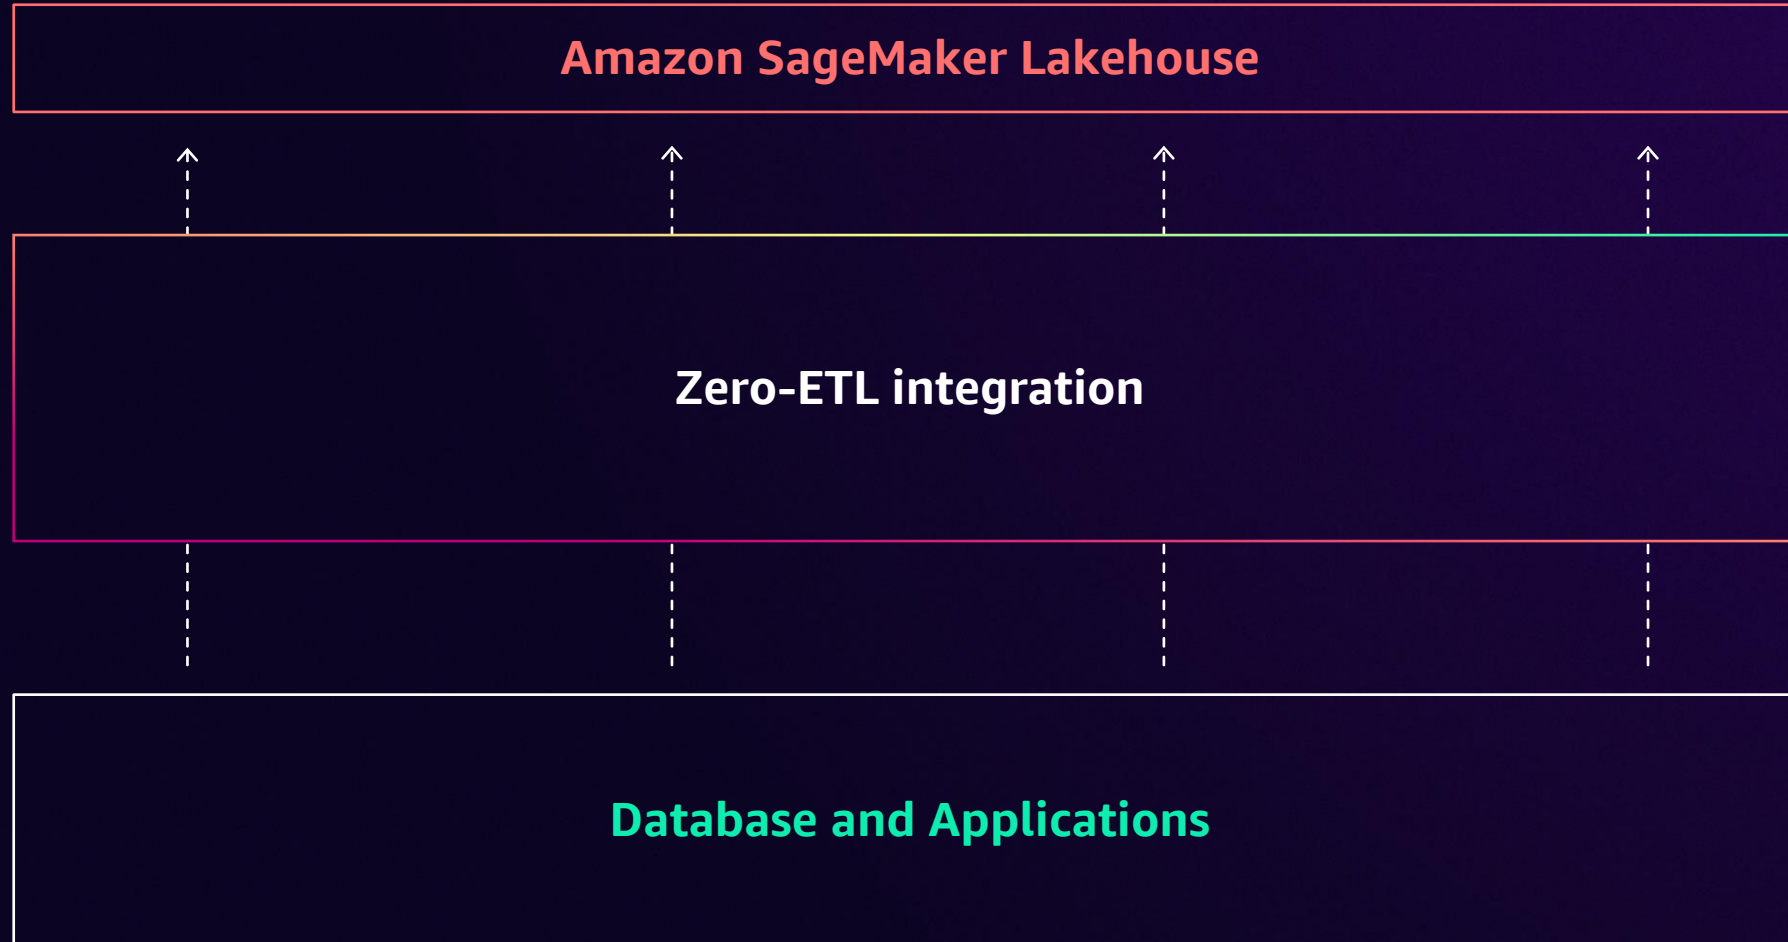 Amazon SageMaker Lakehouse
Zero-ETL integration
Database and Applications